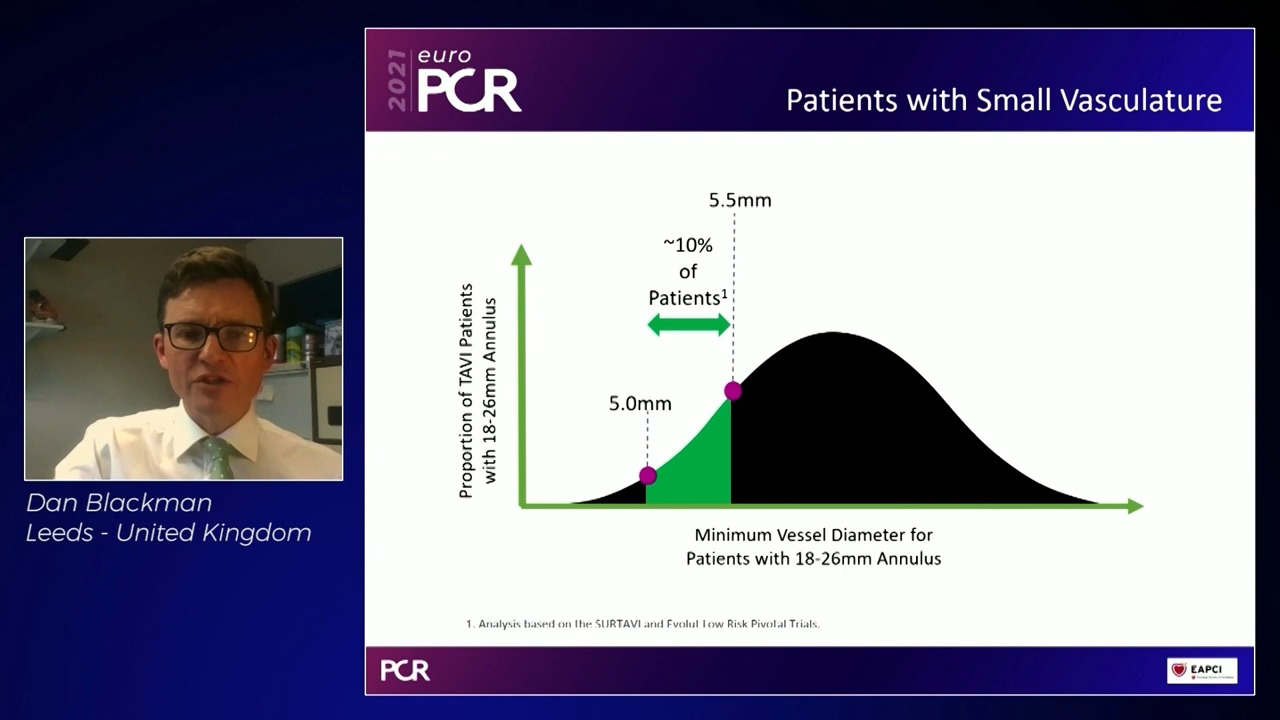 2021
euro
PCR
Patients with Small Vasculature
5.5mm
~10%
of
Patients¹
5.0mm
Proportion of TAVI Patients
with 18-26mm Annulus
Minimum Vessel Diameter for
Patients with 18-26mm Annulus
1. Analysis based on the SURTAVI and Evolut Low Risk Pivotal Trials.
Dan Blackman
Leeds - United Kingdom
PCR
EAPCI